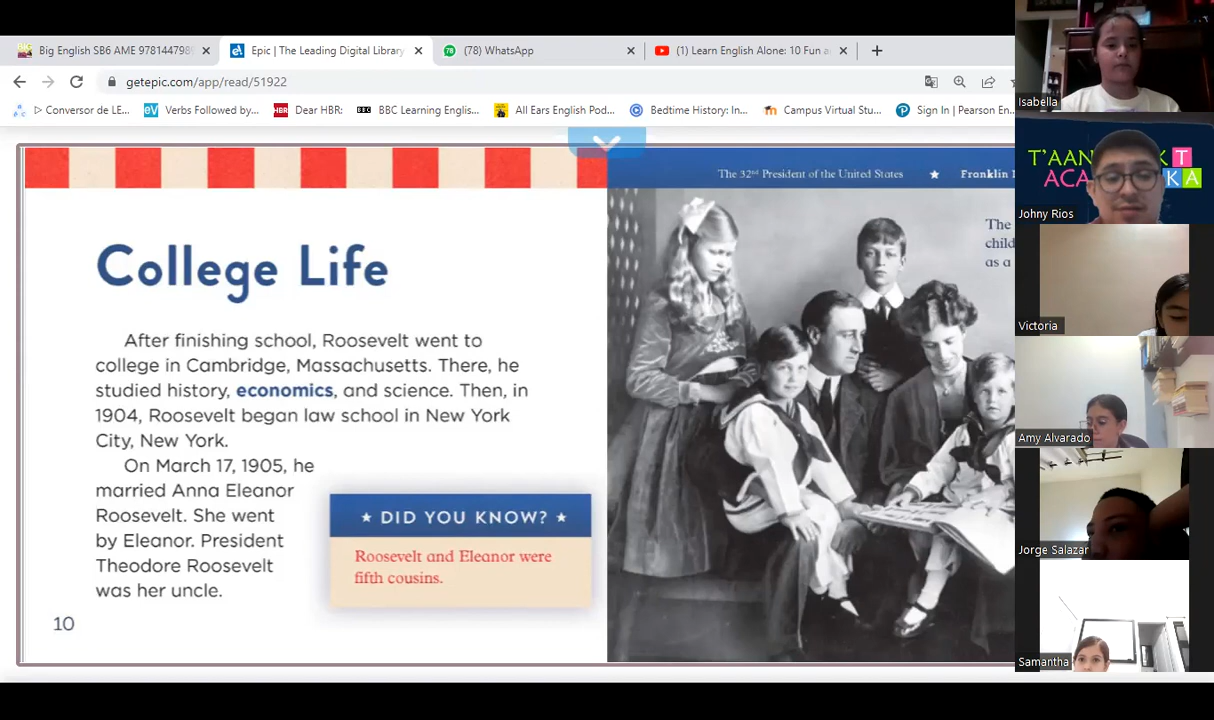 Big English SB6 AME 978144798
Epic | The Leading Digital Library
(78) WhatsApp
(1) Learn English Alone: 10 Fun a
getepic.com/app/read/51922
Conversor de LE...
Verbs Followed by...
Dear HBR:
BBC Learning Englis...
All Ears English Pod...
Bedtime History: In...
Campus Virtual Stu...
Sign In | Pearson En...
The 32nd President of the United States ★ Franklin
College Life
After finishing school, Roosevelt went to
college in Cambridge, Massachusetts. There, he
studied history, economics, and science. Then, in
1904, Roosevelt began law school in New York
City, New York.
On March 17, 1905, he
married Anna Eleanor
Roosevelt. She went
by Eleanor. President
Theodore Roosevelt
was her uncle.
★ DID YOU KNOW? ★
Roosevelt and Eleanor were
fifth cousins.
10
The
child
as a
Isabella
T'AAN K T
ACA KA
Johny Rios
Victoria
Amy Alvarado
Jorge Salazar
Samantha